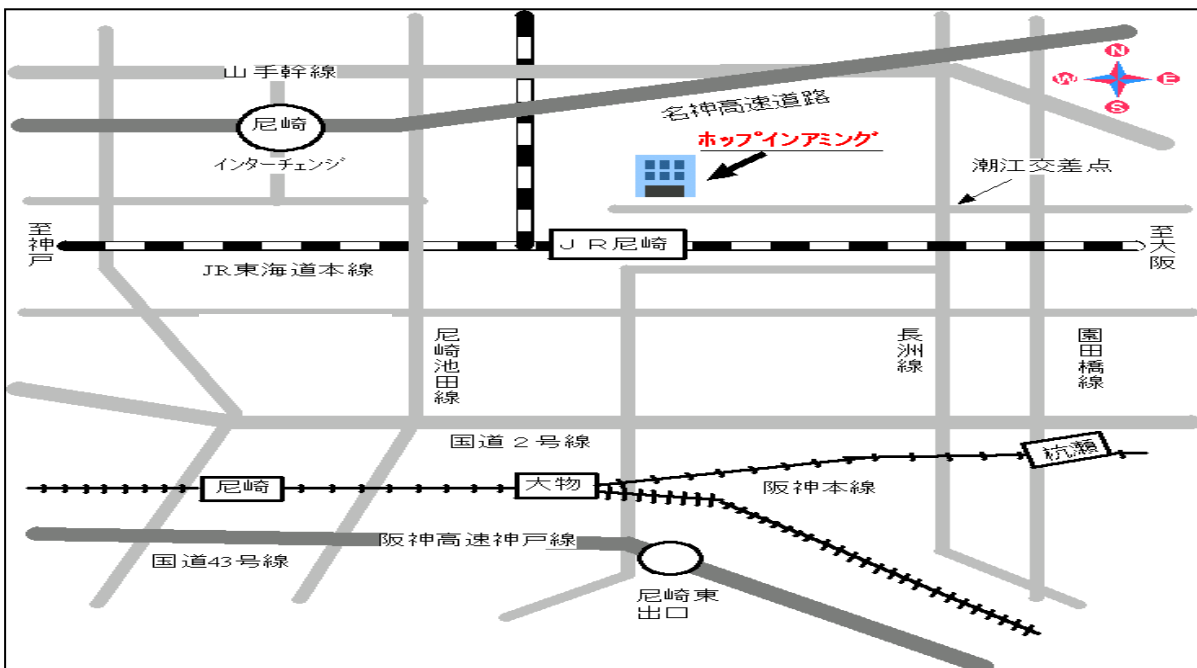 山手幹線
N
W
E
S
尼崎
インターチェンジ
名神高速道路
ホップインアミング
潮江交差点
至神戸
JR尼崎
至大阪
JR東海道本線
尼崎池田線
長洲線
園田橋線
国道2号線
杭瀬
尼崎
大物
阪神本線
阪神高速神戸線
国道43号線
尼崎東
出口